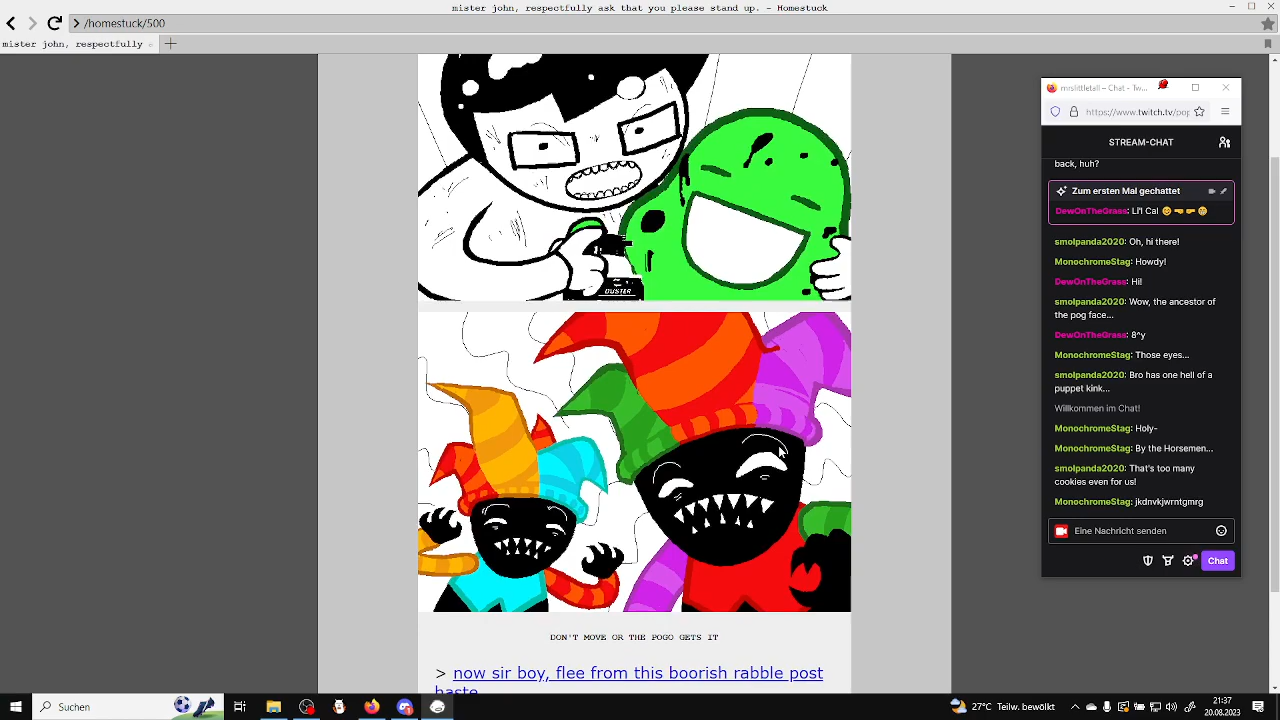 mister john, respectfully ask that you please stand up. - Homestuck
/homestuck/500
mister john, respectfully
mrslittletall – Chat - Tw...
https://www.twitch.tv/pop
STREAM-CHAT
back, huh?
Zum ersten Mal gechattet
DewOnTheGrass: Li'l Cal
smolpanda2020: Oh, hi there!
MonochromeStag: Howdy!
DewOnTheGrass: Hi!
smolpanda2020: Wow, the ancestor of
the pog face...
DewOnTheGrass: 8^y
MonochromeStag: Those eyes...
smolpanda2020: Bro has one hell of a
puppet kink...
Willkommen im Chat!
MonochromeStag: Holy-
MonochromeStag: By the Horsemen...
smolpanda2020: That's too many
cookies even for us!
MonochromeStag: jkdnvkjwrntgmrg
Eine Nachricht senden
Chat
DUSTER
DON'T MOVE OR THE POGO GETS IT
> now sir boy, flee from this boorish rabble post
haste
Suchen
27°C Teilw. bewölkt
21:37
20.08.2023